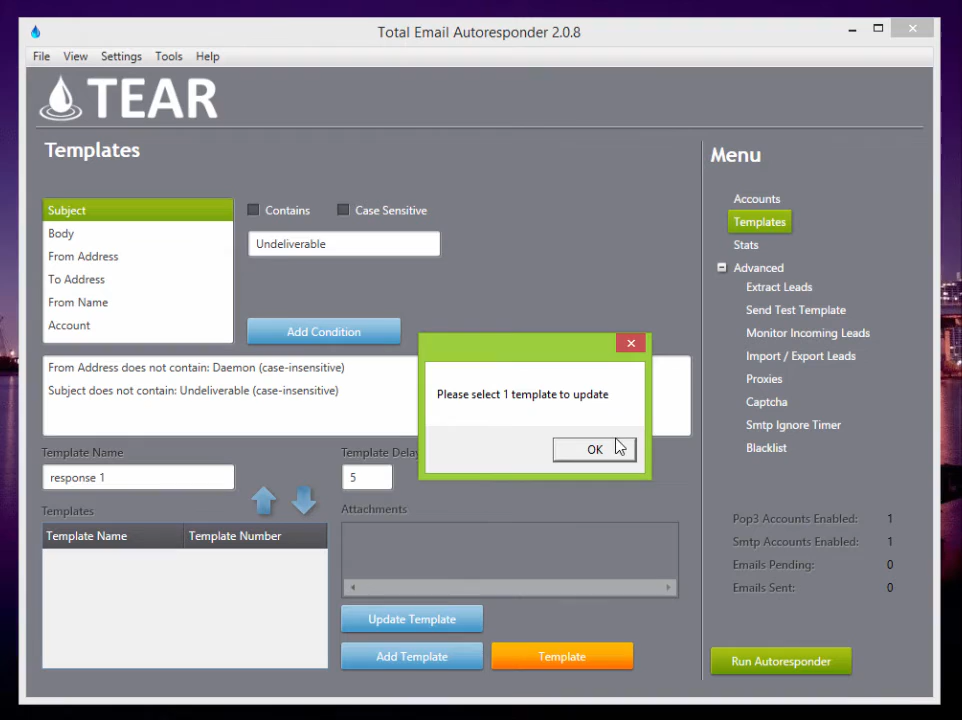 Total Email Autoresponder 2.0.8
File View Settings Tools Help
TEAR
Templates
Subject
Body
From Address
To Address
From Name
Account
Contains
Case Sensitive
Undeliverable
Add Condition
From Address does not contain: Daemon (case-insensitive)
Subject does not contain: Undeliverable (case-insensitive)
Please select 1 template to update
OK
Template Name
response 1
Template Delay
5
Templates
Template Name Template Number
Attachments
Update Template
Add Template
Template
Menu
Accounts
Templates
Stats
Advanced
Extract Leads
Send Test Template
Monitor Incoming Leads
Import / Export Leads
Proxies
Captcha
Smtp Ignore Timer
Blacklist
Pop3 Accounts Enabled: 1
Smtp Accounts Enabled: 1
Emails Pending: 0
Emails Sent: 0
Run Autoresponder